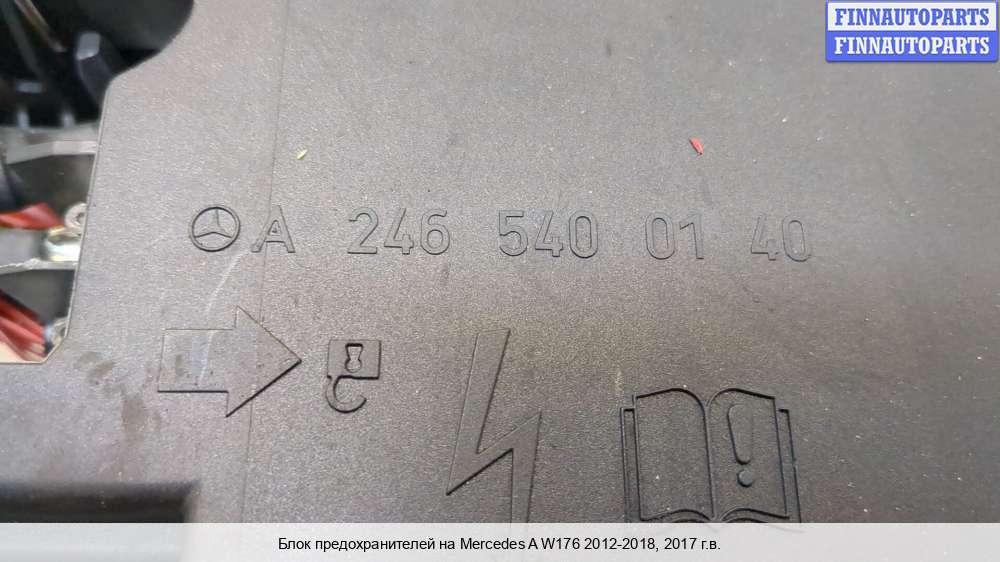 FINNAUTOPARTS
FINNAUTOPARTS
A 246 540 01 40
Блок предохранителей на Mercedes A W176 2012-2018, 2017 г.в.